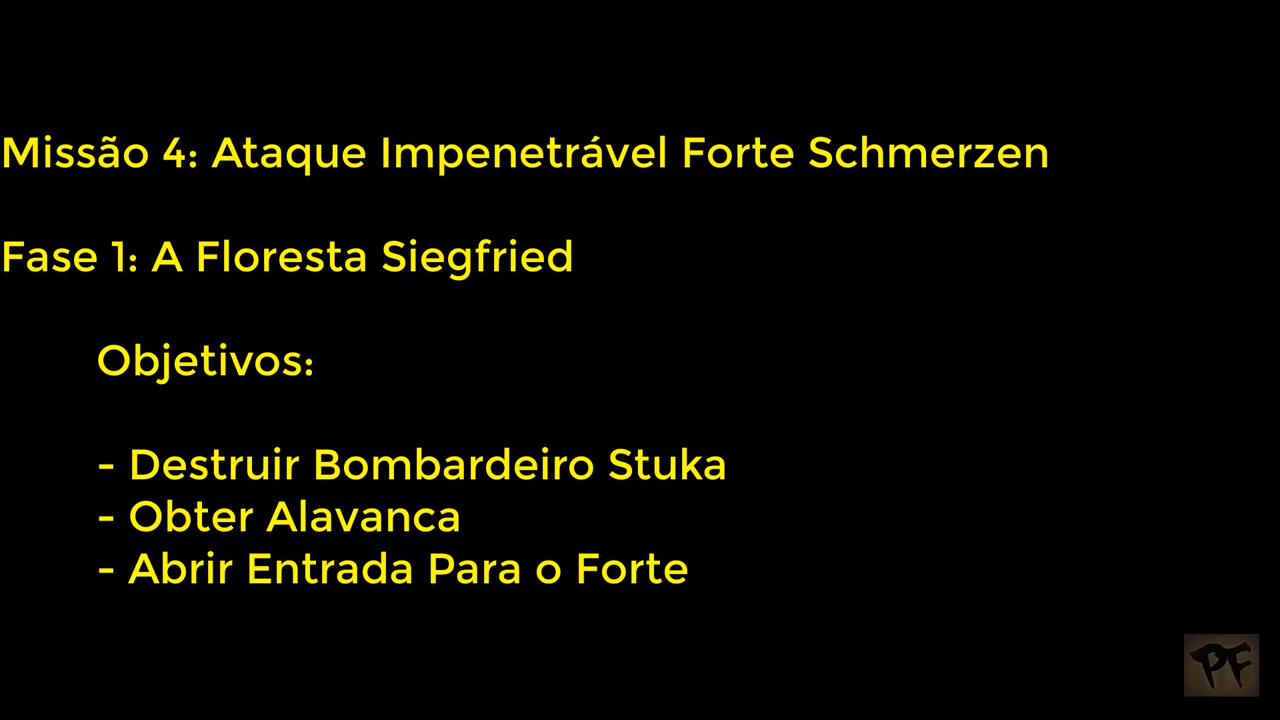 Missão 4: Ataque Impenetrável Forte Schmerzen
Fase 1: A Floresta Siegfried
Objetivos:
- Destruir Bombardeiro Stuka
- Obter Alavanca
- Abrir Entrada Para o Forte
PF